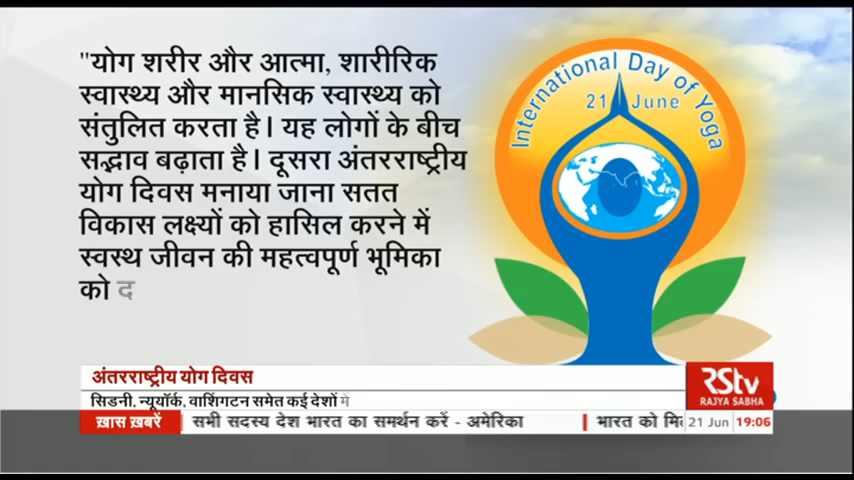 "योग शरीर और आत्मा, शारीरिक
स्वास्थ्य और मानसिक स्वास्थ्य को
संतुलित करता है। यह लोगों के बीच
सद्भाव बढ़ाता है। दूसरा अंतरराष्ट्रीय
योग दिवस मनाया जाना सतत
विकास लक्ष्यों को हासिल करने में
स्वस्थ जीवन की महत्वपूर्ण भूमिका
को द
International Day of Yoga
21 June
अंतरराष्ट्रीय योग दिवस
सिडनी, न्यूयॉर्क, वाशिंगटन समेत कई देशों में
RStv
RAJYA SABHA
ख़ास ख़बरें सभी सदस्य देश भारत का समर्थन करें - अमेरिका भारत को 21 Jun 19:06